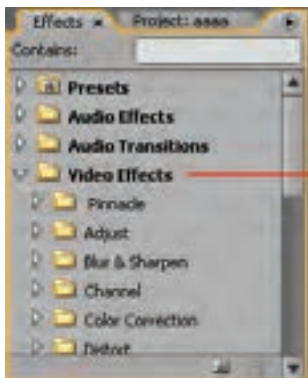 Effects × Project: aaaa
Contains:
Presets
Audio Effects
Audio Transitions
Video Effects
Pinnacle
Adjust
Blur & Sharpen
Channel
Color Correction
Distort